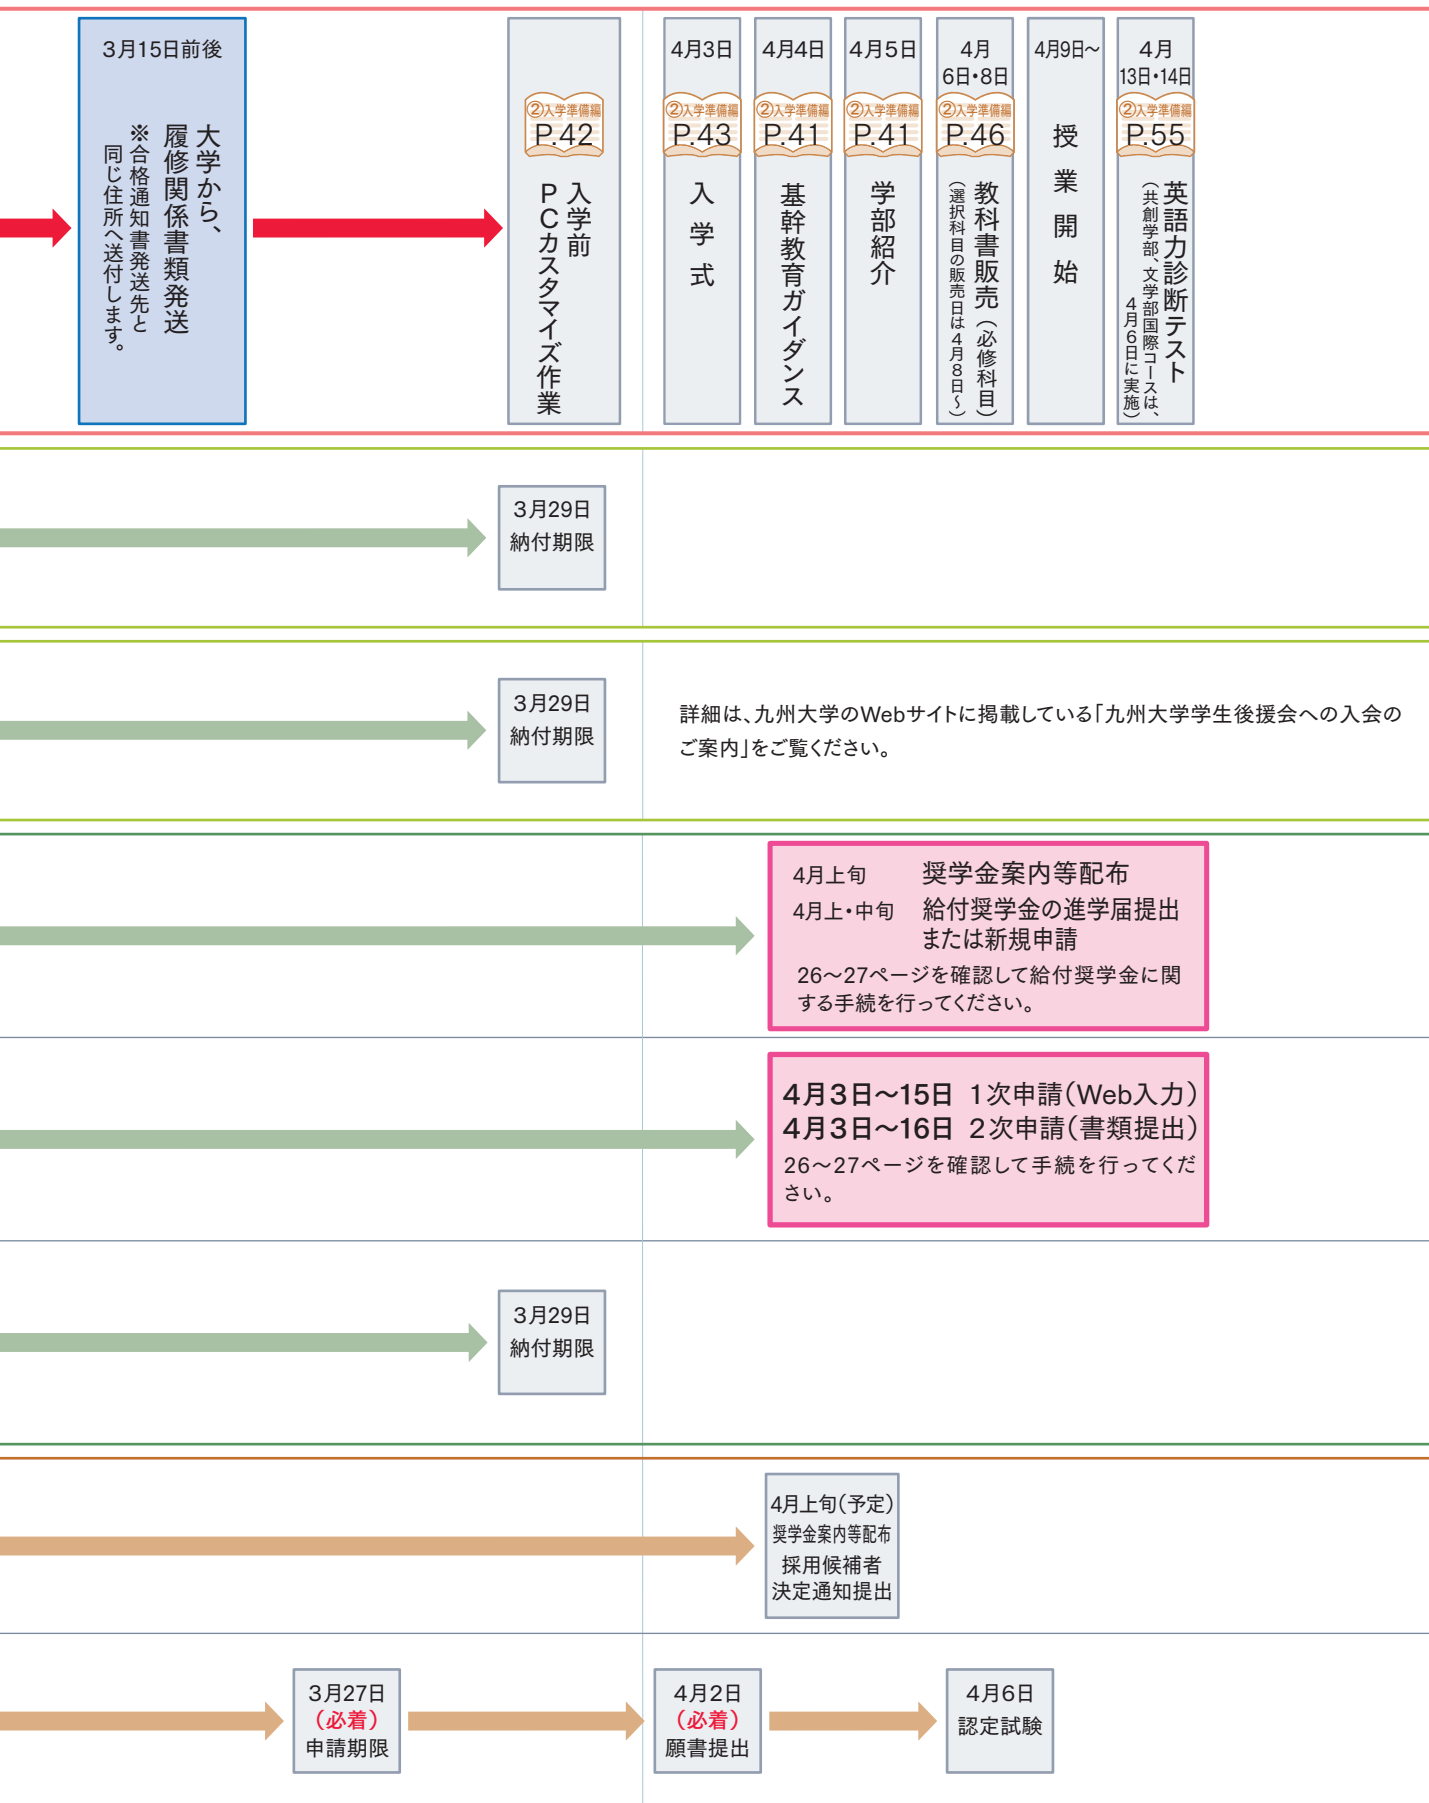 3月15日前後
大学から、
履修関係書類発送
※合格通知書発送先と
同じ住所へ送付します。
②入学準備編
P.42
入学前
PCカスタマイズ作業
4月3日
②入学準備編
P.43
入学式
4月4日
②入学準備編
P.41
基幹教育ガイダンス
4月5日
②入学準備編
P.41
学部紹介
4月
6日・8日
②入学準備編
P.46
教科書販売（必修科目）
（選択科目の販売日は4月8日～）
4月9日～
授業開始
4月
13日・14日
②入学準備編
P.55
英語力診断テスト
（共創学部、文学部国際コースは、
4月6日に実施）
3月29日
納付期限
3月29日
納付期限
詳細は、九州大学のWebサイトに掲載している「九州大学学生後援会への入会の
ご案内」をご覧ください。
4月上旬　奨学金案内等配布
4月上・中旬　給付奨学金の進学届提出
または新規申請
26～27ページを確認して給付奨学金に関
する手続を行ってください。
4月3日～15日 1次申請（Web入力）
4月3日～16日 2次申請（書類提出）
26～27ページを確認して手続を行ってくだ
さい。
3月29日
納付期限
4月上旬（予定）
奨学金案内等配布
採用候補者
決定通知提出
3月27日
（必着）
申請期限
4月2日
（必着）
願書提出
4月6日
認定試験